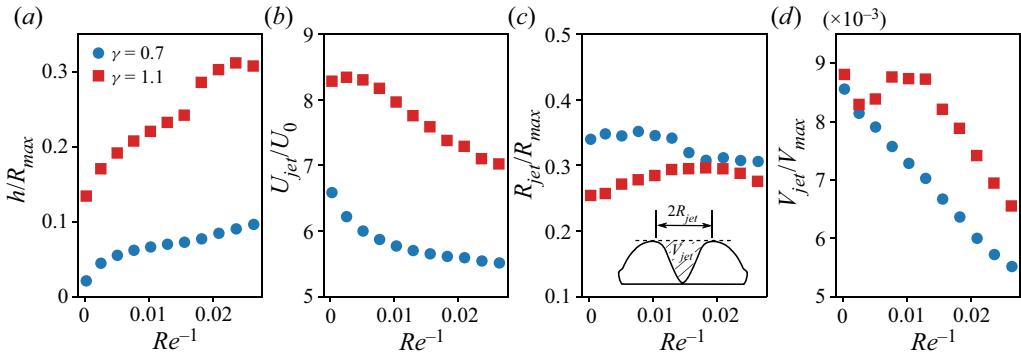 (a)
h/R_max
0.3
0.2
0.1
0
γ = 0.7
γ = 1.1
0 0.01 0.02
Re⁻¹
(b)
U_jet/U_0
9
8
7
6
5
0 0.01 0.02
Re⁻¹
(c)
R_jet/R_max
0.5
0.4
0.3
0.2
0.1
2R_jet
V_jet
0 0.01 0.02
Re⁻¹
(d)
(×10⁻³)
V_jet/V_max
9
8
7
6
5
0 0.01 0.02
Re⁻¹